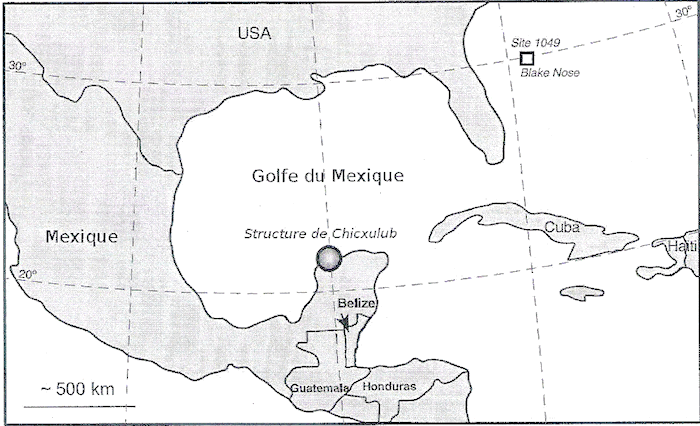 USA
30°
Site 1049
Blake Nose
30°
Golfe du Mexique
Structure de Chicxulub
Mexique
Cuba
Haïti
20°
Belize
Guatemala
Honduras
~ 500 km